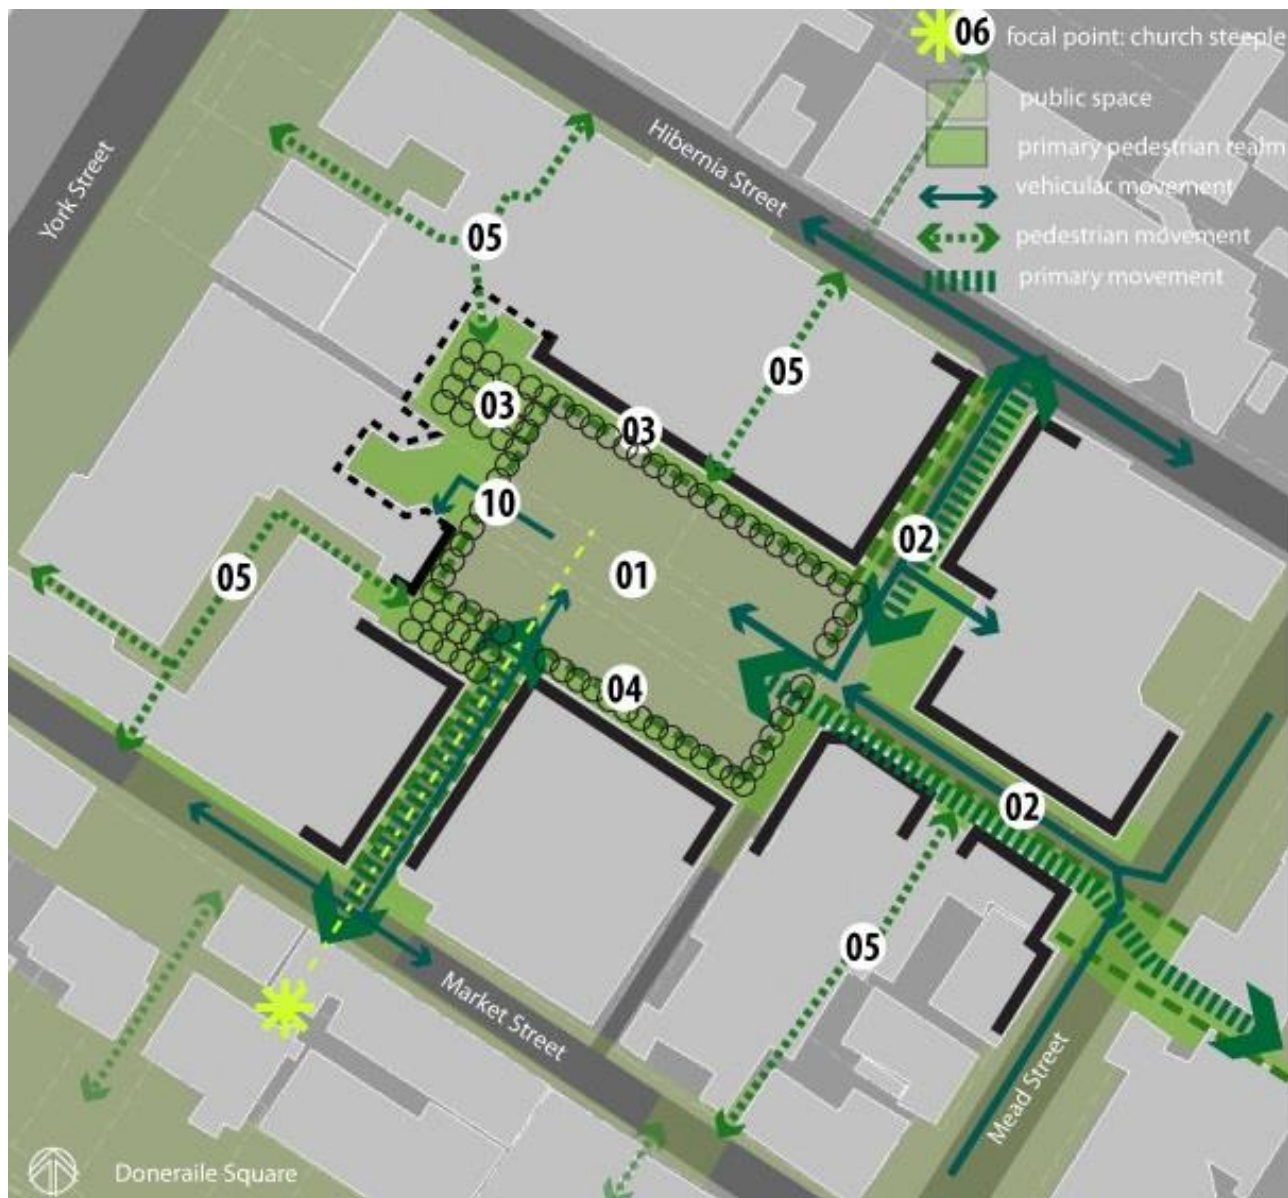 06 focal point: church steeple
public space
primary pedestrian realm
vehicular movement
pedestrian movement
primary movement
Hibernia Street
York Street
05
05
03
03
10
02
01
05
04
02
05
Market Street
Mead Street
Doneraile Square